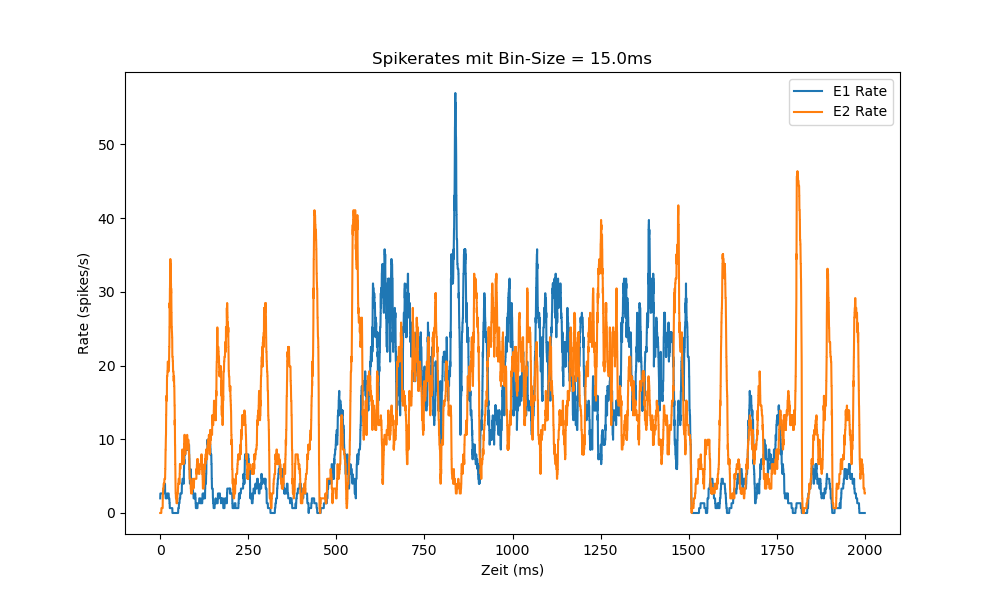 Spikerates mit Bin-Size = 15.0ms
E1 Rate
E2 Rate
50
40
30
20
10
0
Rate (spikes/s)
0 250 500 750 1000 1250 1500 1750 2000
Zeit (ms)